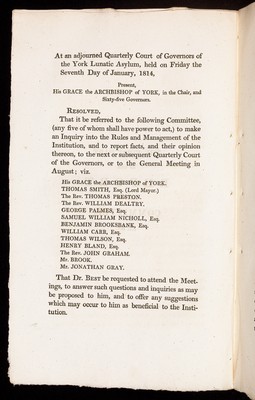 At an adjourned Quarterly Court of Governors of
the York Lunatic Asylum, held on Friday the
Seventh Day of January, 1814,
Present,
His GRACE the ARCHBISHOP of YORK, in the Chair, and
Sixty-five Governors.
RESOLVED,
That it be referred to the following Committee,
(any five of whom shall have power to act,) to make
an Inquiry into the Rules and Management of the
Institution, and to report facts, and their opinion
thereon, to the next or subsequent Quarterly Court
of the Governors, or to the General Meeting in
August; viz.
His GRACE the ARCHBISHOP of YORK.
THOMAS SMITH, Esq. (Lord Mayor.)
The Rev. THOMAS PRESTON.
The Rev. WILLIAM DEALTRY.
GEORGE PALMES, Esq.
SAMUEL WILLIAM NICHOLL, Esq.
BENJAMIN BROOKSBANK, Esq.
WILLIAM CARR, Esq.
THOMAS WILSON, Esq.
HENRY BLAND, Esq.
The Rev. JOHN GRAHAM.
Mr. BROOK.
Mr. JONATHAN GRAY.
That Dr. BEST be requested to attend the Meet-
ings, to answer such questions and inquiries as may
be proposed to him, and to offer any suggestions
which may occur to him as beneficial to the Insti-
tution.